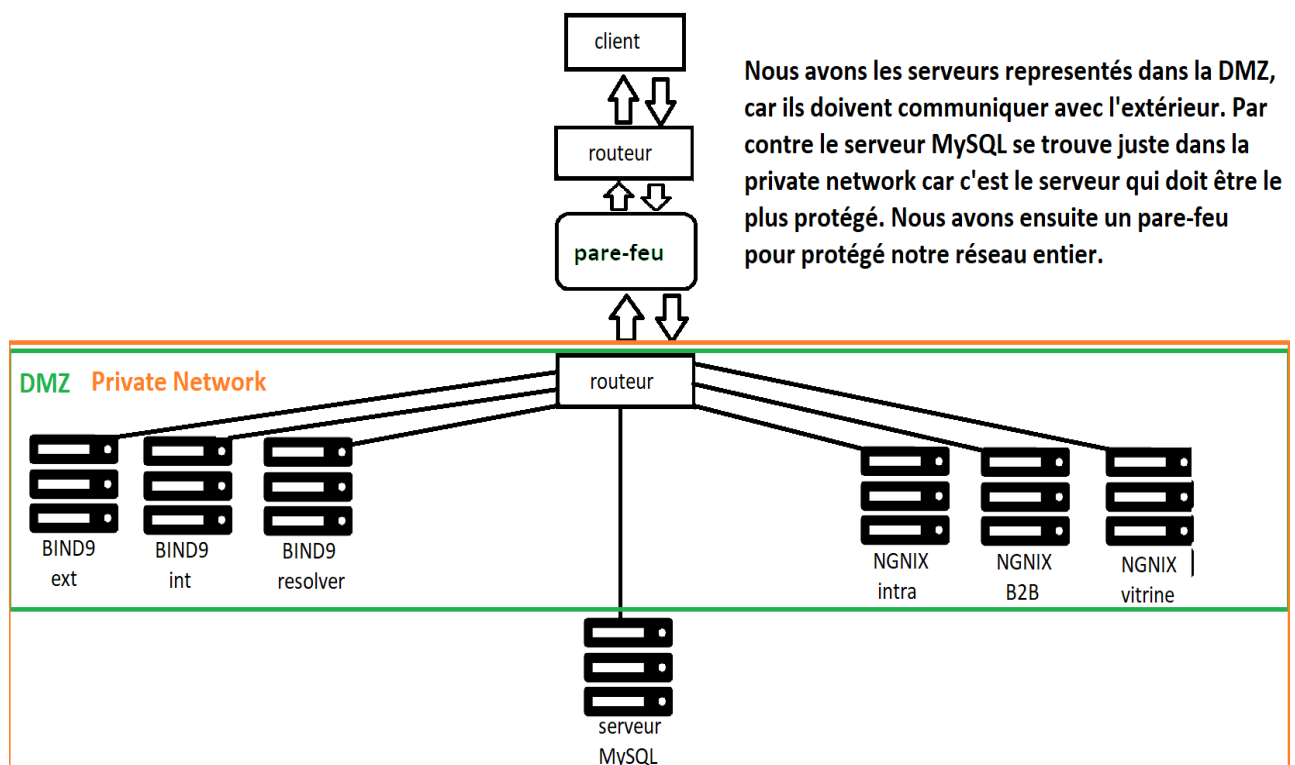 client
Nous avons les serveurs representés dans la DMZ,
car ils doivent communiquer avec l'extérieur. Par
contre le serveur MySQL se trouve juste dans la
private network car c'est le serveur qui doit être le
plus protégé. Nous avons ensuite un pare-feu
pour protégé notre réseau entier.
routeur
pare-feu
DMZ Private Network
routeur
BIND9
ext
BIND9
int
BIND9
resolver
NGNIX
intra
NGNIX
B2B
NGNIX
vitrine
serveur
MySQL